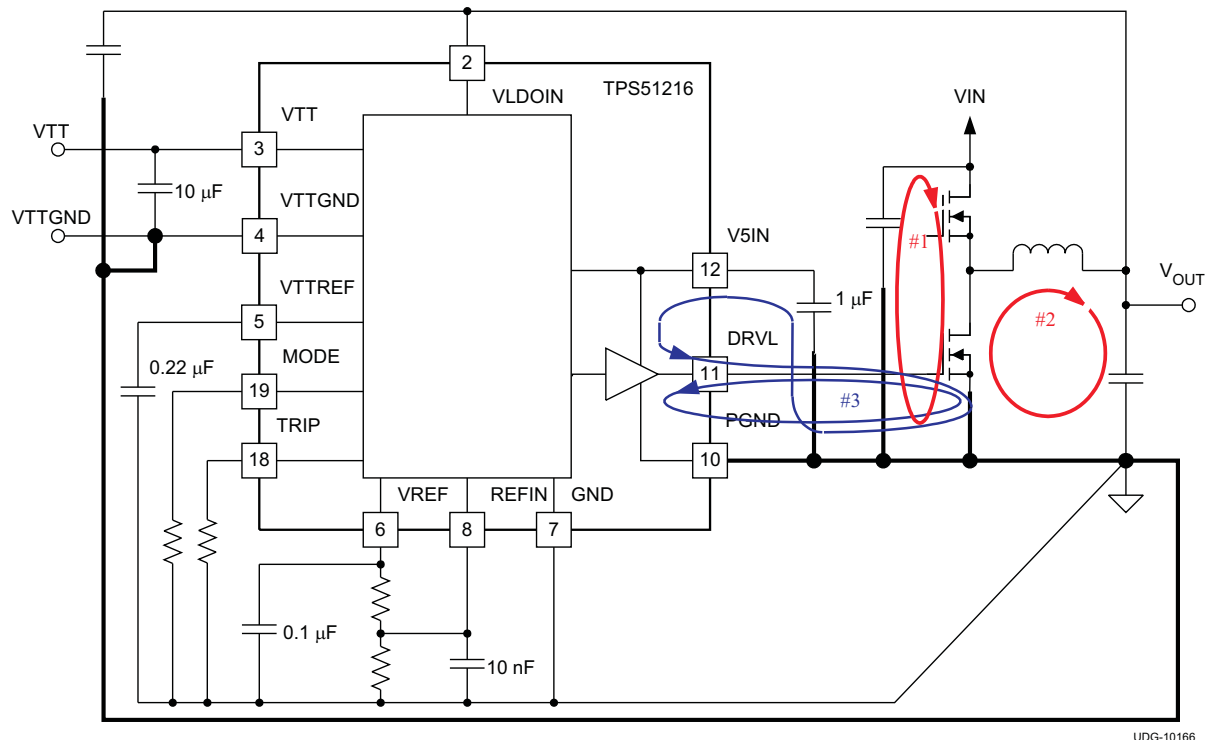 2
TPS51216
VLDOIN
VIN
VTT
VTT
3
10 μF
VTTGND
VTTGND
4
#1
V5IN
12
VTTREF
5
1 μF
VOUT
#2
DRVL
MODE
11
0.22 μF
19
#3
TRIP
PGND
18
10
VREF
REFIN
GND
6
8
7
0.1 μF
10 nF
UDG-10166